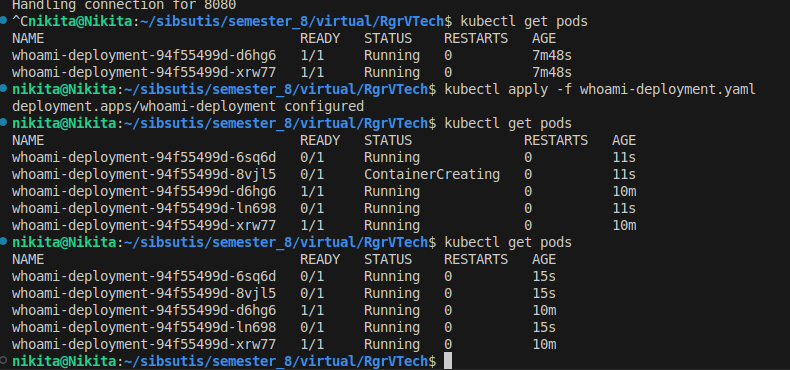 Handling connection for 8080
^Cnikita@Nikita:~/sibsutis/semester_8/virtual/RgrVTech$ kubectl get pods
NAME READY STATUS RESTARTS AGE
whoami-deployment-94f55499d-d6hg6 1/1 Running 0 7m48s
whoami-deployment-94f55499d-xrw77 1/1 Running 0 7m48s
nikita@Nikita:~/sibsutis/semester_8/virtual/RgrVTech$ kubectl apply -f whoami-deployment.yaml
deployment.apps/whoami-deployment configured
nikita@Nikita:~/sibsutis/semester_8/virtual/RgrVTech$ kubectl get pods
NAME READY STATUS RESTARTS AGE
whoami-deployment-94f55499d-6sq6d 0/1 Running 0 11s
whoami-deployment-94f55499d-8vjl5 0/1 ContainerCreating 0 11s
whoami-deployment-94f55499d-d6hg6 1/1 Running 0 10m
whoami-deployment-94f55499d-ln698 0/1 Running 0 11s
whoami-deployment-94f55499d-xrw77 1/1 Running 0 10m
nikita@Nikita:~/sibsutis/semester_8/virtual/RgrVTech$ kubectl get pods
NAME READY STATUS RESTARTS AGE
whoami-deployment-94f55499d-6sq6d 0/1 Running 0 15s
whoami-deployment-94f55499d-8vjl5 0/1 Running 0 15s
whoami-deployment-94f55499d-d6hg6 1/1 Running 0 10m
whoami-deployment-94f55499d-ln698 0/1 Running 0 15s
whoami-deployment-94f55499d-xrw77 1/1 Running 0 10m
nikita@Nikita:~/sibsutis/semester_8/virtual/RgrVTech$